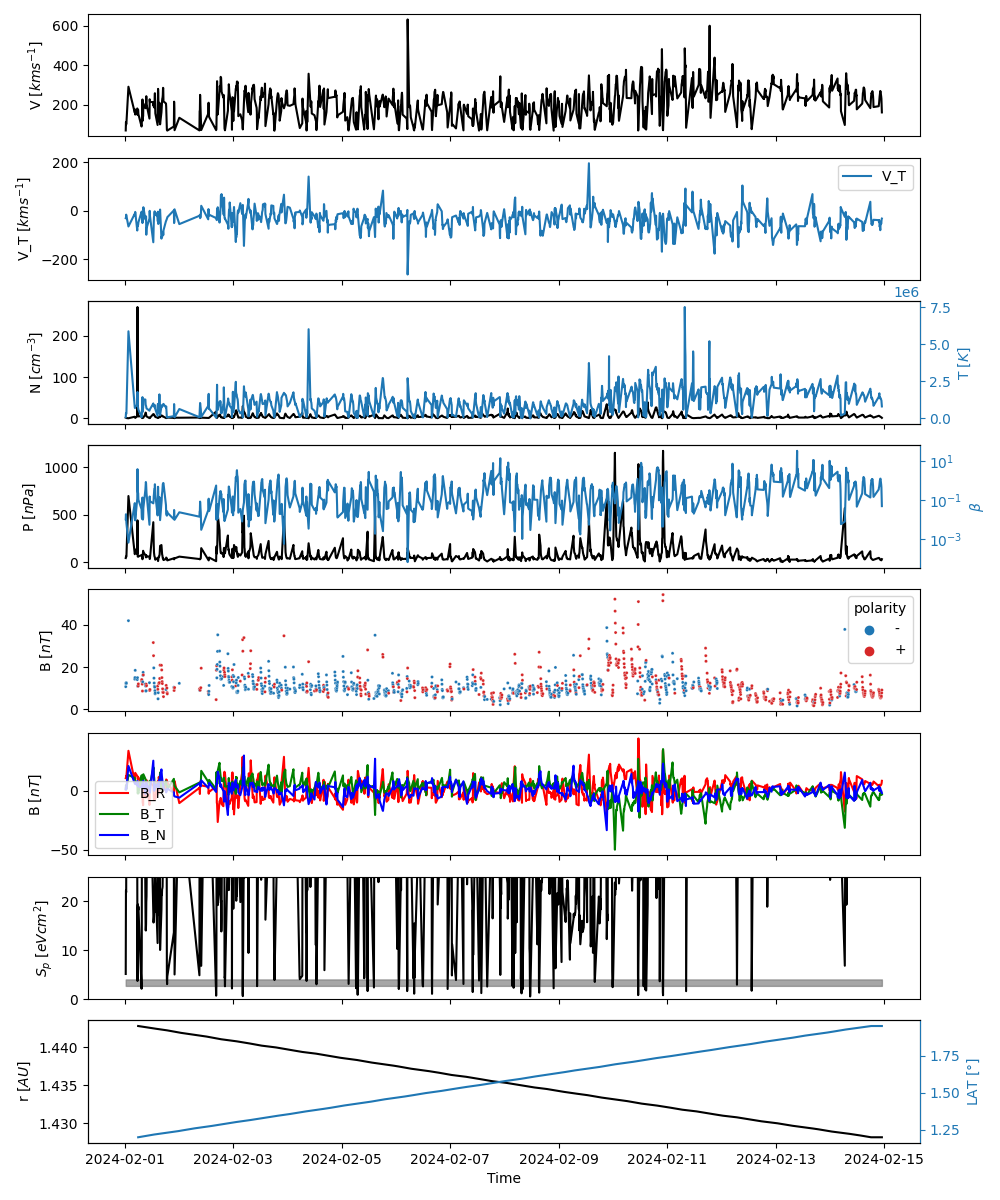 600
400
200
V [kms⁻¹]
200
0
−200
V_T [kms⁻¹]
V_T
1e6
200
100
0
N [cm⁻³]
7.5
5.0
2.5
0.0
T [K]
1000
500
0
P [nPa]
10¹
10⁻¹
10⁻³
β
40
20
0
B [nT]
polarity
-
+
0
−50
B [nT]
B_R
B_T
B_N
20
10
0
Sₚ [eVcm²]
1.440
1.435
1.430
r [AU]
1.75
1.50
1.25
LAT [°]
2024-02-01 2024-02-03 2024-02-05 2024-02-07 2024-02-09 2024-02-11 2024-02-13 2024-02-15
Time